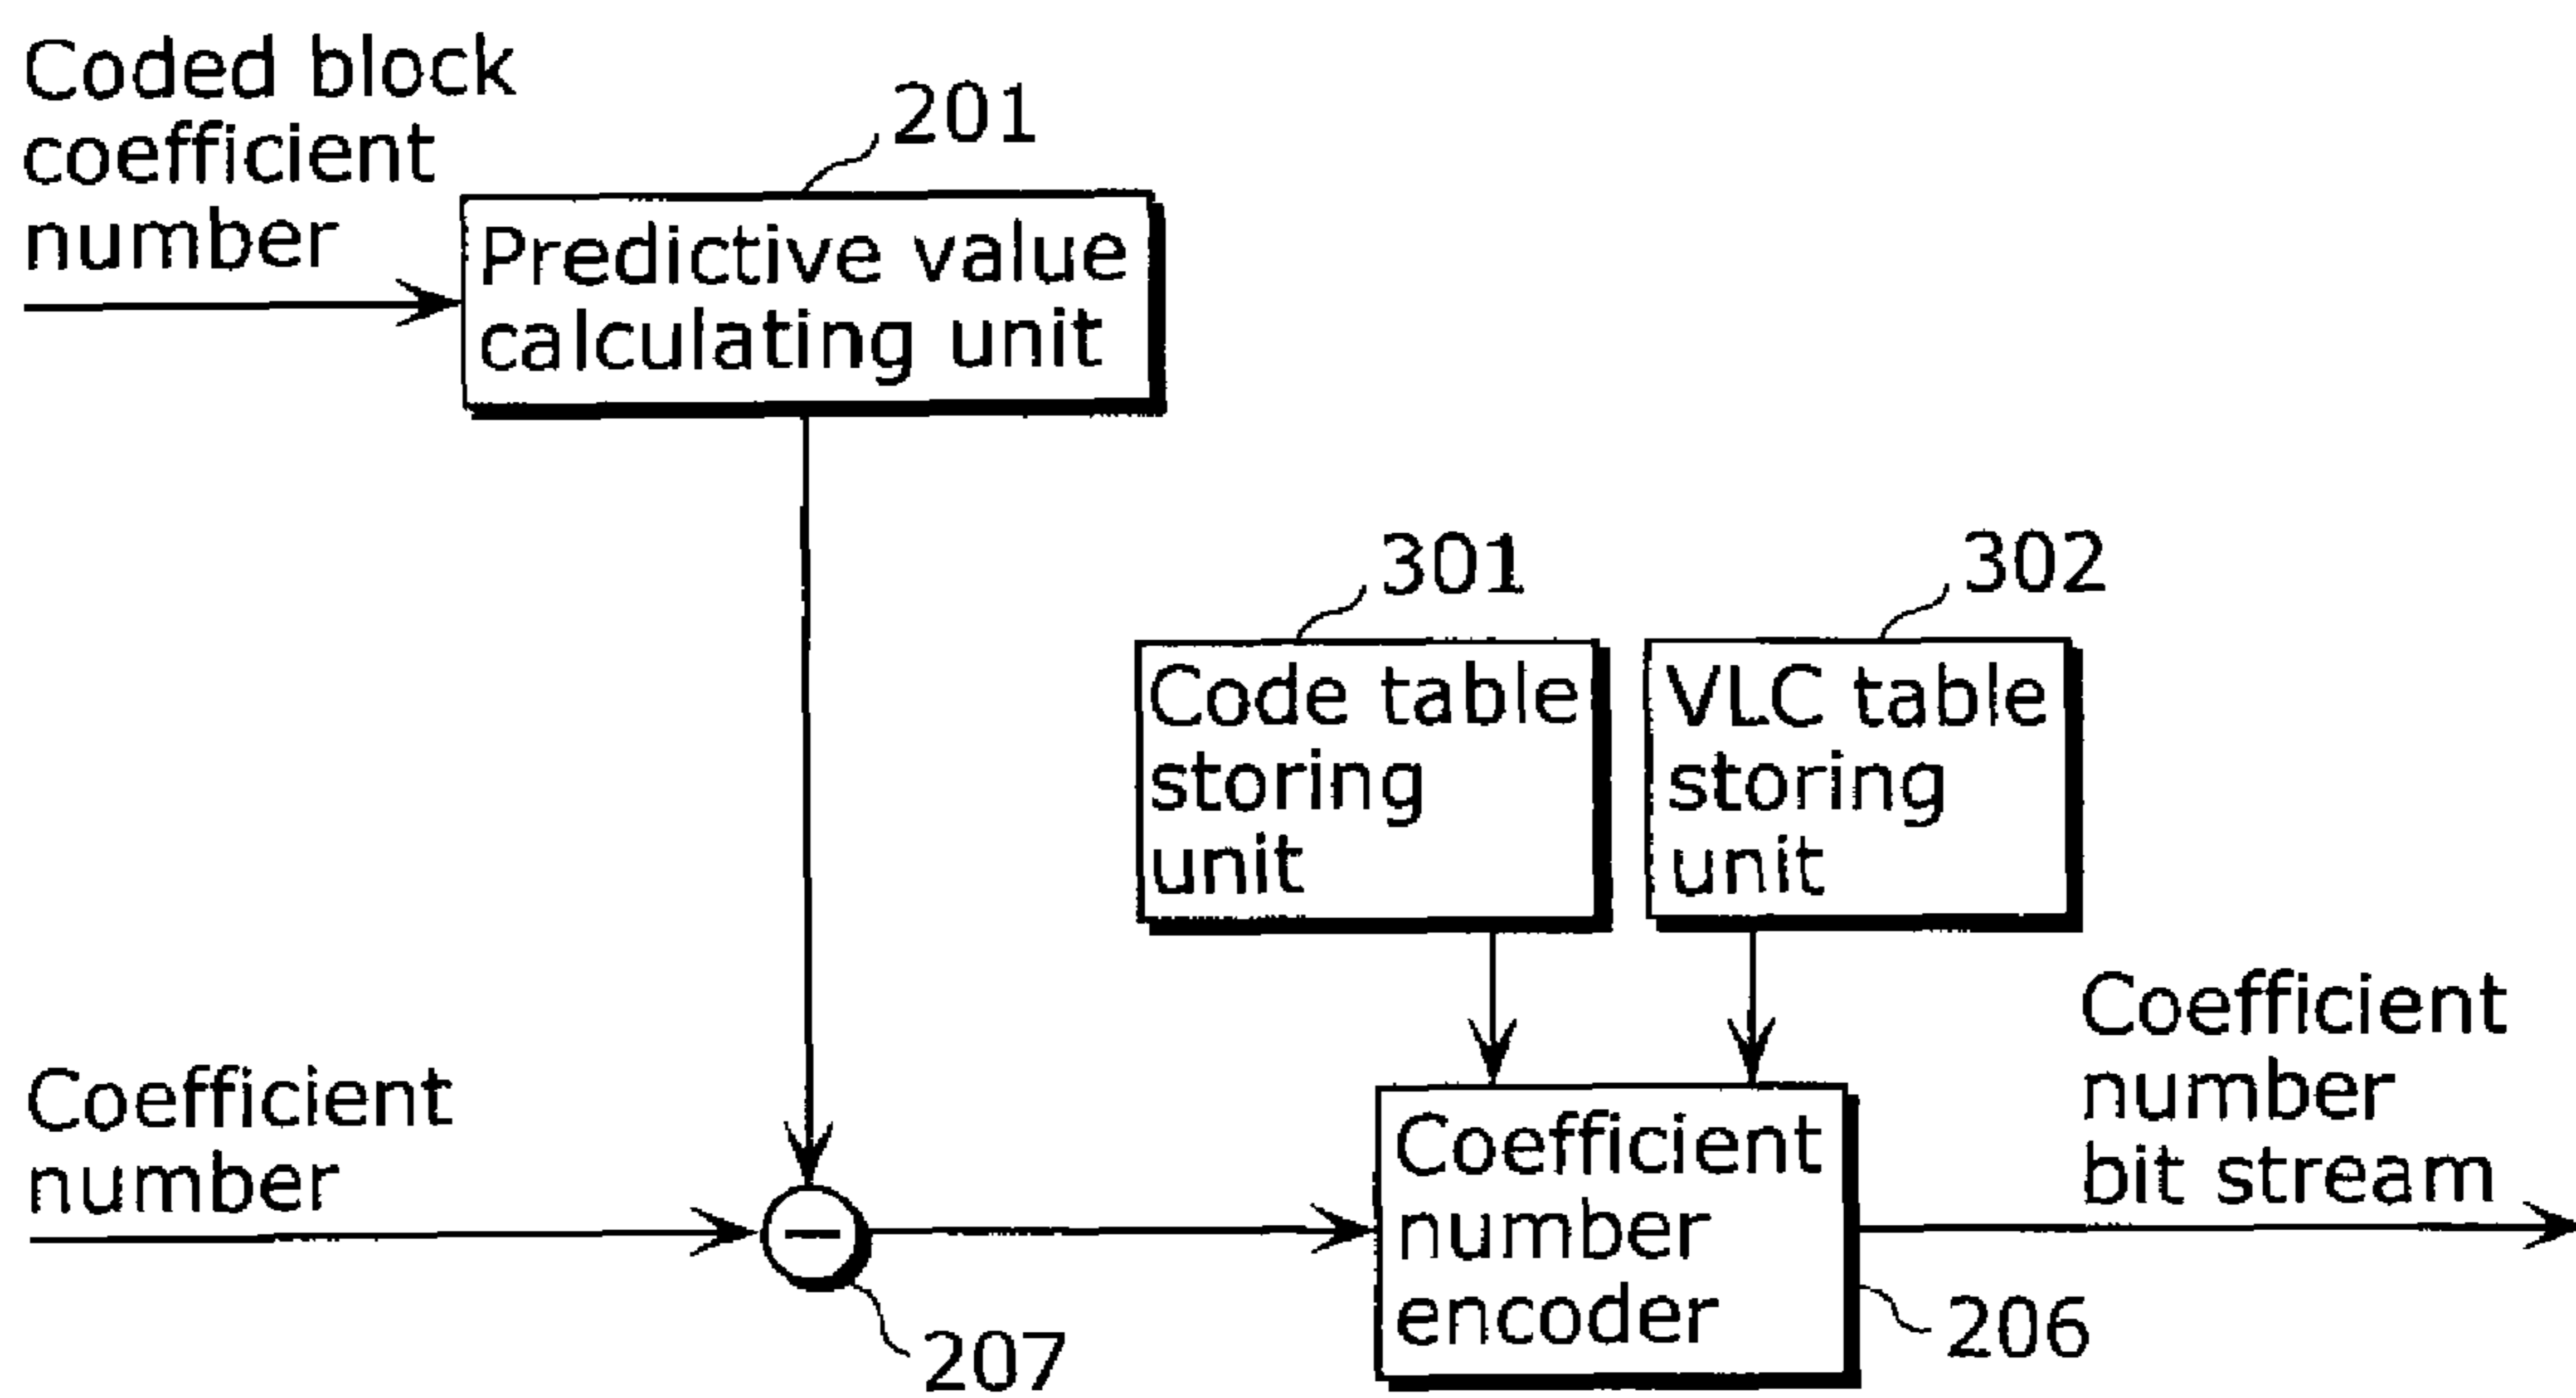 Coded block
coefficient
number
201
Predictive value
calculating unit
301
302
Code table
storing
unit
VLC table
storing
unit
Coefficient
number
207
Coefficient
number
encoder
206
Coefficient
number
bit stream